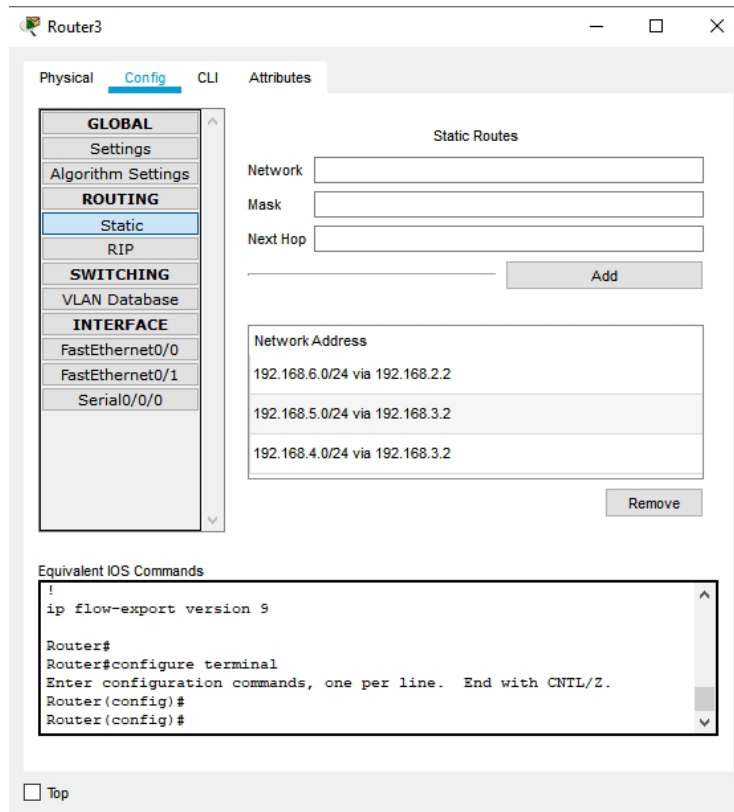 Router3
Physical Config CLI Attributes
GLOBAL
Settings
Algorithm Settings
ROUTING
Static
RIP
SWITCHING
VLAN Database
INTERFACE
FastEthernet0/0
FastEthernet0/1
Serial0/0/0
Static Routes
Network
Mask
Next Hop
Add
Network Address
192.168.6.0/24 via 192.168.2.2
192.168.5.0/24 via 192.168.3.2
192.168.4.0/24 via 192.168.3.2
Remove
Equivalent IOS Commands
!
ip flow-export version 9
Router#
Router#configure terminal
Enter configuration commands, one per line. End with CNTL/Z.
Router(config)#
Router(config)#
Top